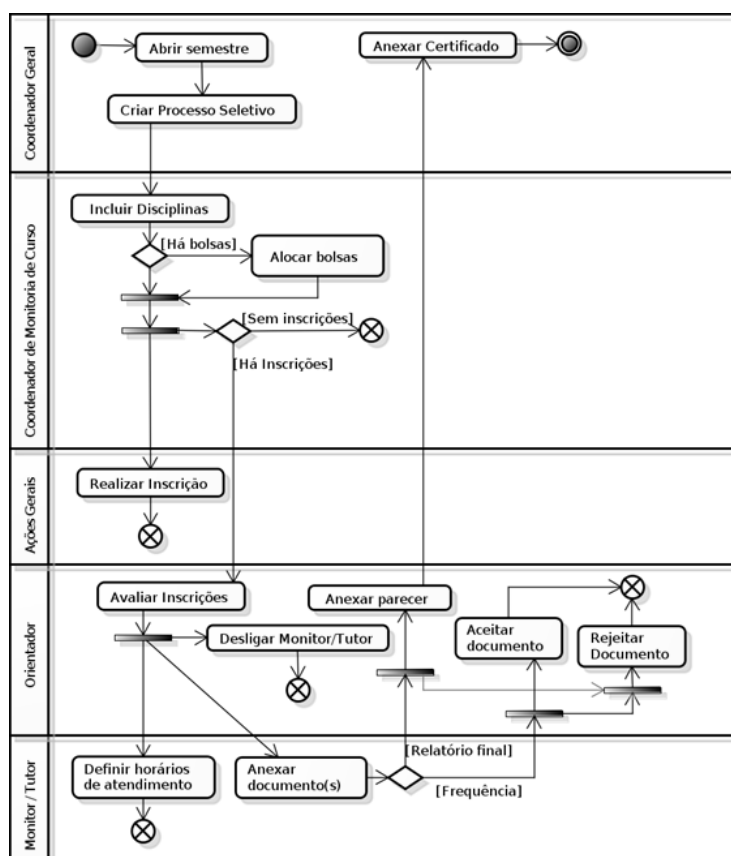 Coordenador Geral
Abrir semestre
Anexar Certificado
Criar Processo Seletivo
Coordenador de Monitoria de Curso
Incluir Disciplinas
[Há bolsas]
Alocar bolsas
[Sem inscrições]
[Há Inscrições]
Ações Gerais
Realizar Inscrição
Orientador
Avaliar Inscrições
Anexar parecer
Desligar Monitor/Tutor
Aceitar
documento
Rejeitar
Documento
Monitor / Tutor
[Relatório final]
Definir horários
de atendimento
Anexar
documento(s)
[Frequência]